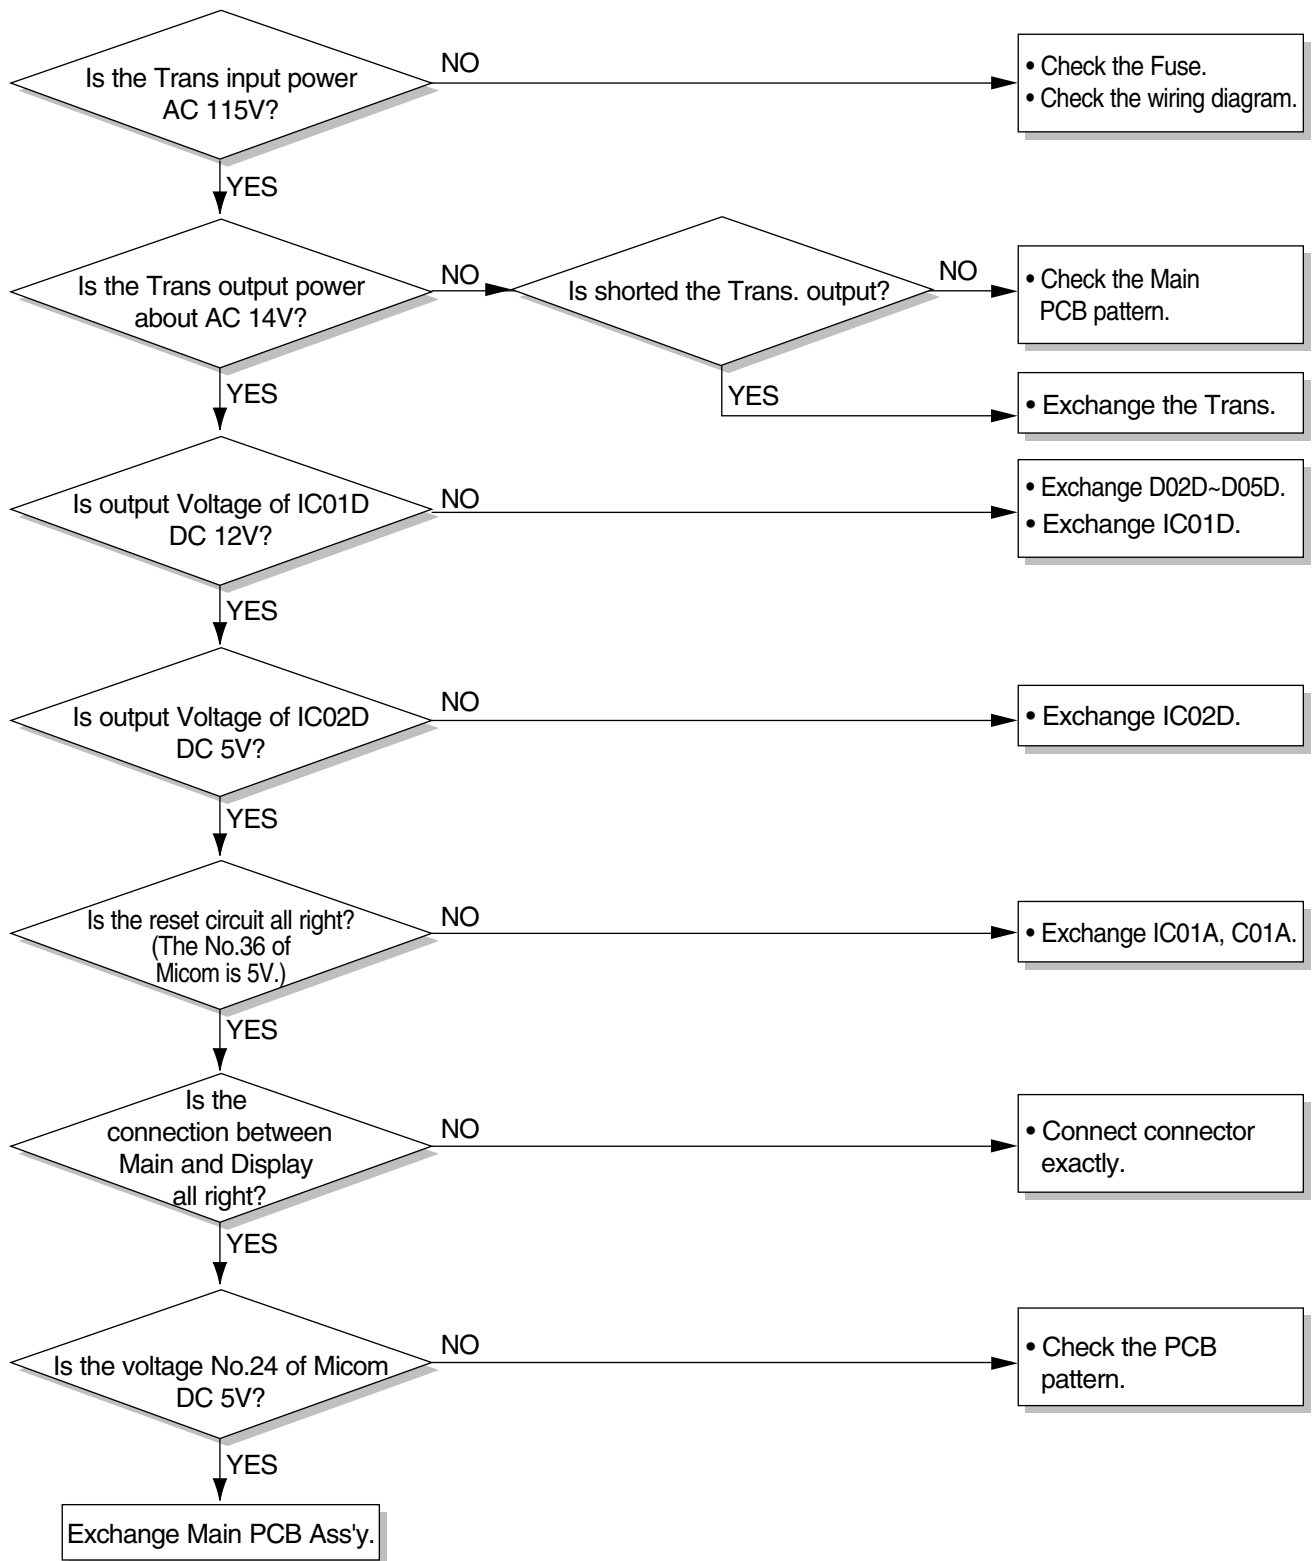 Is the Trans input power
AC 115V?
NO
• Check the Fuse.
• Check the wiring diagram.
YES
Is the Trans output power
about AC 14V?
NO
Is shorted the Trans. output?
NO
• Check the Main
PCB pattern.
YES
YES
• Exchange the Trans.
Is output Voltage of IC01D
DC 12V?
NO
• Exchange D02D~D05D.
• Exchange IC01D.
YES
Is output Voltage of IC02D
DC 5V?
NO
• Exchange IC02D.
YES
Is the reset circuit all right?
(The No.36 of
Micom is 5V.)
NO
• Exchange IC01A, C01A.
YES
Is the
connection between
Main and Display
all right?
NO
• Connect connector
exactly.
YES
Is the voltage No.24 of Micom
DC 5V?
NO
• Check the PCB
pattern.
YES
Exchange Main PCB Ass'y.